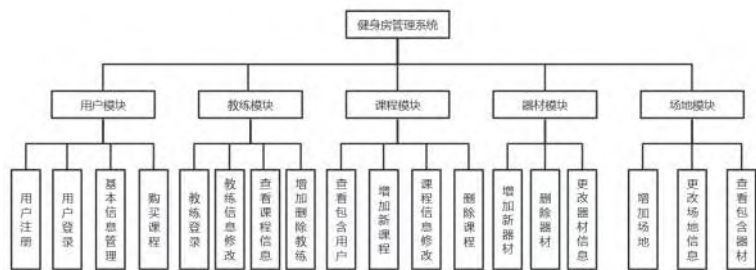 健身房管理系统
用户模块
教练模块
课程模块
器材模块
场地模块
用户注册
用户登录
基本信息管理
购买课程
教练登录
教练信息修改
查看课程信息
增加删除教练
查看包含用户
增加新课程
课程信息修改
删除课程
增加新器材
删除器材
更改器材信息
增加场地
更改场地信息
查看包含器材